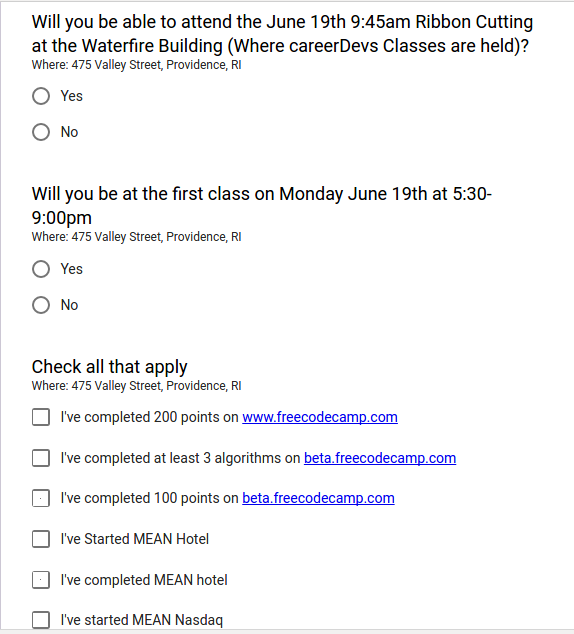 Will you be able to attend the June 19th 9:45am Ribbon Cutting
at the Waterfire Building (Where careerDevs Classes are held)?
Where: 475 Valley Street, Providence, RI
Yes
No
Will you be at the first class on Monday June 19th at 5:30-
9:00pm
Where: 475 Valley Street, Providence, RI
Yes
No
Check all that apply
Where: 475 Valley Street, Providence, RI
I've completed 200 points on www.freecodecamp.com
I've completed at least 3 algorithms on beta.freecodecamp.com
I've completed 100 points on beta.freecodecamp.com
I've Started MEAN Hotel
I've completed MEAN hotel
I've started MEAN Nasdaq